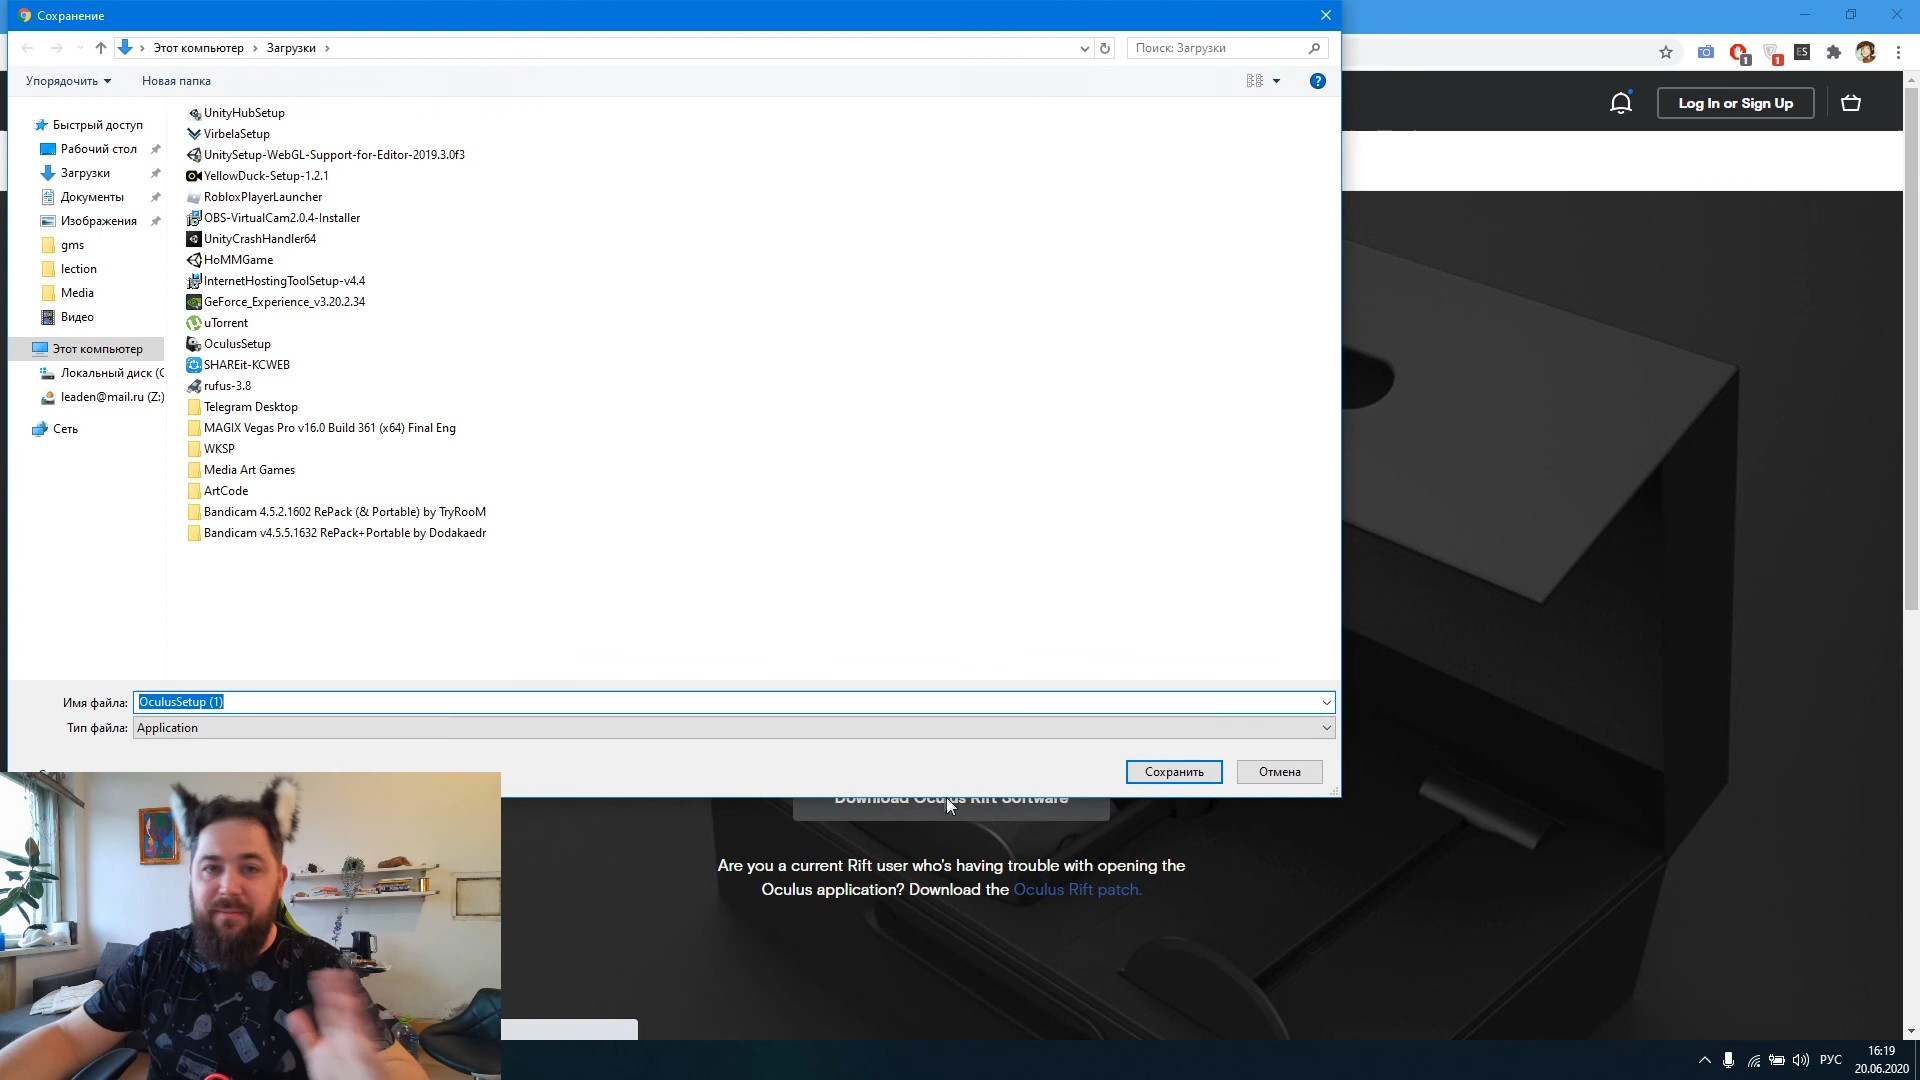 Сохранение
Этот компьютер
Загрузки
Поиск: Загрузки
Упорядочить
Новая папка
Быстрый доступ
Рабочий стол
Загрузки
Документы
Изображения
gms
lection
Media
Видео
Этот компьютер
Локальный диск (C
leaden@mail.ru (Z:)
Сеть
UnityHubSetup
VirbelaSetup
UnitySetup-WebGL-Support-for-Editor-2019.3.0f3
YellowDuck-Setup-1.2.1
RobloxPlayerLauncher
OBS-VirtualCam2.0.4-Installer
UnityCrashHandler64
HoMMGame
InternetHostingToolSetup-v4.4
GeForce_Experience_v3.20.2.34
uTorrent
OculusSetup
SHAREit-KCWEB
rufus-3.8
Telegram Desktop
MAGIX Vegas Pro v16.0 Build 361 (x64) Final Eng
WKSP
Media Art Games
ArtCode
Bandicam 4.5.2.1602 RePack (& Portable) by TryRooM
Bandicam v4.5.5.1632 RePack+Portable by Dodakaedr
Имя файла: OculusSetup (1)
Тип файла: Application
Сохранить
Отмена
1
1
ES
Log In or Sign Up
Download Oculus Rift Software
Are you a current Rift user who's having trouble with opening the
Oculus application? Download the Oculus Rift patch.
РУС
16:19
20.06.2020